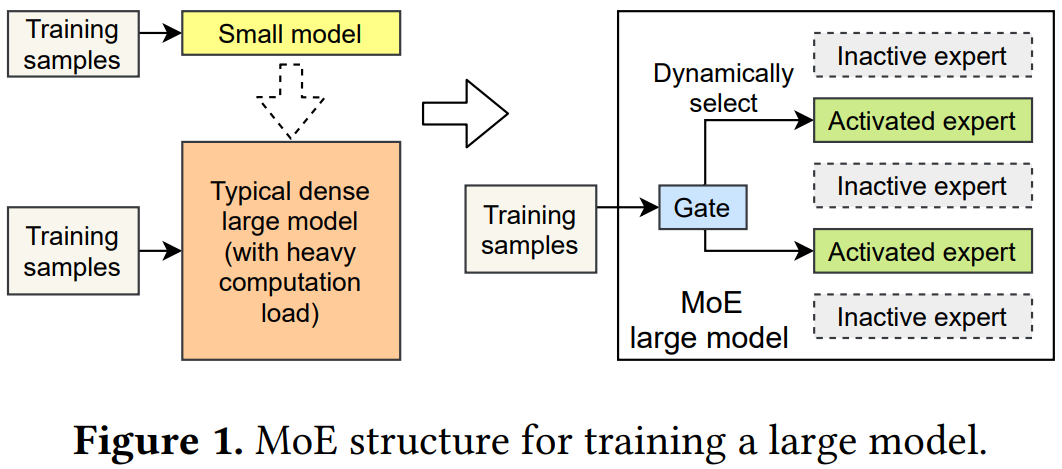 Training
samples
Small model
Training
samples
Typical dense
large model
(with heavy
computation
load)
Training
samples
Gate
Dynamically
select
Inactive expert
Activated expert
Inactive expert
Activated expert
Inactive expert
MoE
large model
Figure 1. MoE structure for training a large model.